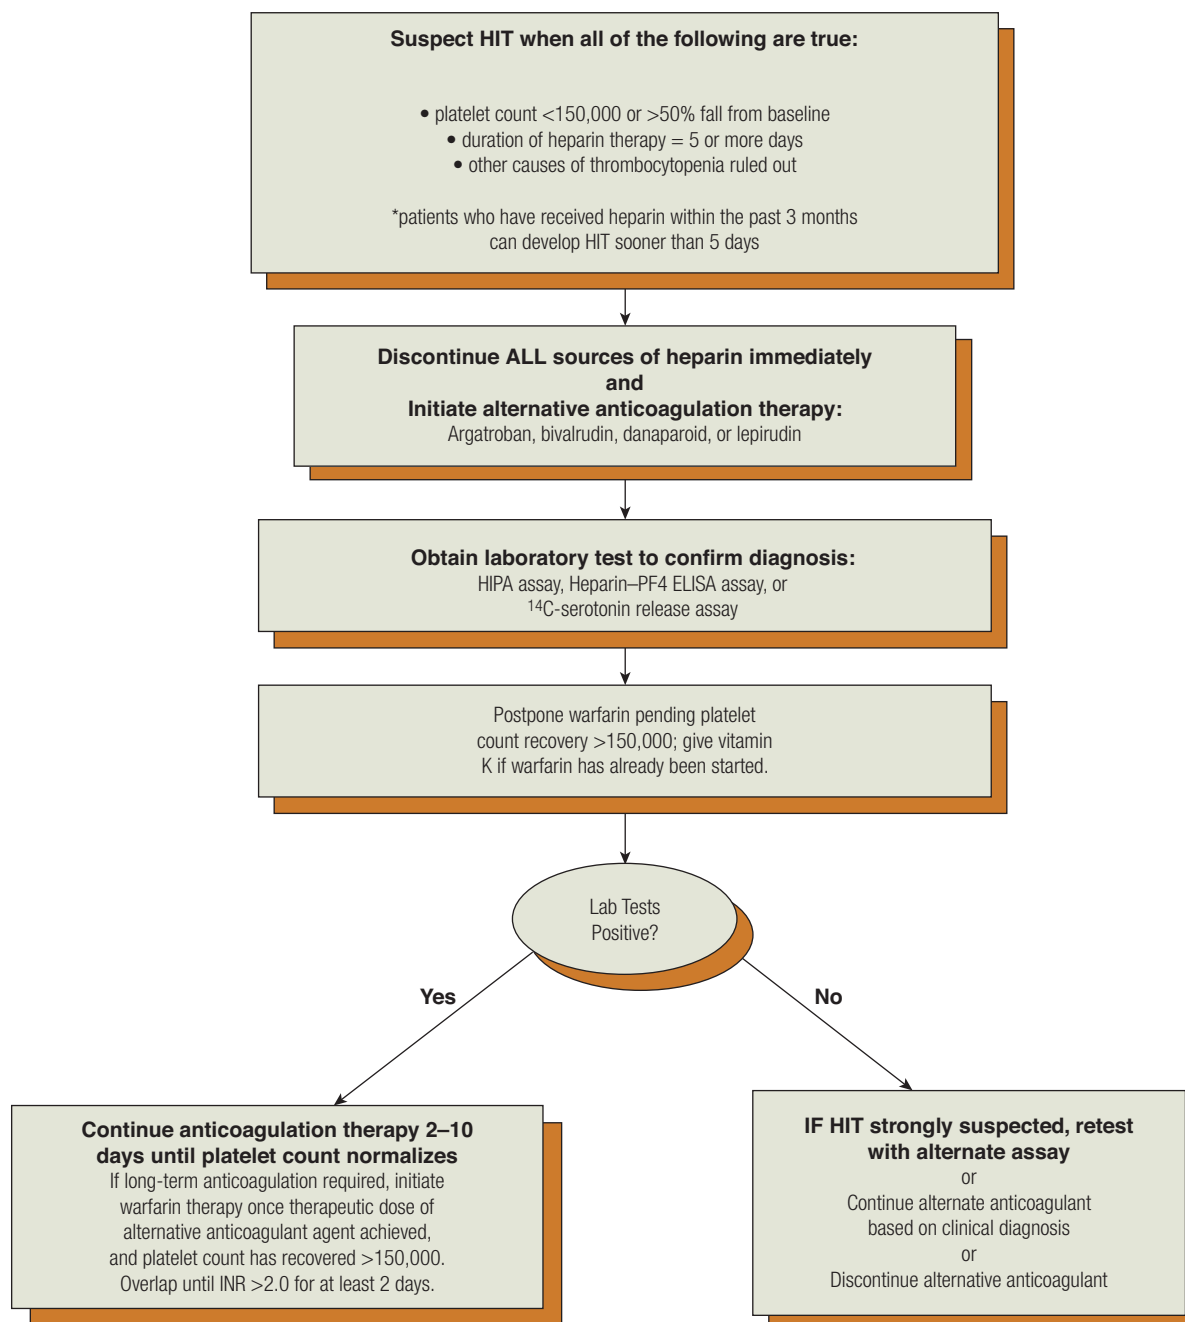 Suspect HIT when all of the following are true:
• platelet count <150,000 or >50% fall from baseline
• duration of heparin therapy = 5 or more days
• other causes of thrombocytopenia ruled out
*patients who have received heparin within the past 3 months
can develop HIT sooner than 5 days
Discontinue ALL sources of heparin immediately
and
Initiate alternative anticoagulation therapy:
Argatroban, bivalrudin, danaparoid, or lepirudin
Obtain laboratory test to confirm diagnosis:
HIPA assay, Heparin–PF4 ELISA assay, or
¹⁴C-serotonin release assay
Postpone warfarin pending platelet
count recovery >150,000; give vitamin
K if warfarin has already been started.
Lab Tests
Positive?
Yes
No
Continue anticoagulation therapy 2–10
days until platelet count normalizes
If long-term anticoagulation required, initiate
warfarin therapy once therapeutic dose of
alternative anticoagulant agent achieved,
and platelet count has recovered >150,000.
Overlap until INR >2.0 for at least 2 days.
IF HIT strongly suspected, retest
with alternate assay
or
Continue alternate anticoagulant
based on clinical diagnosis
or
Discontinue alternative anticoagulant